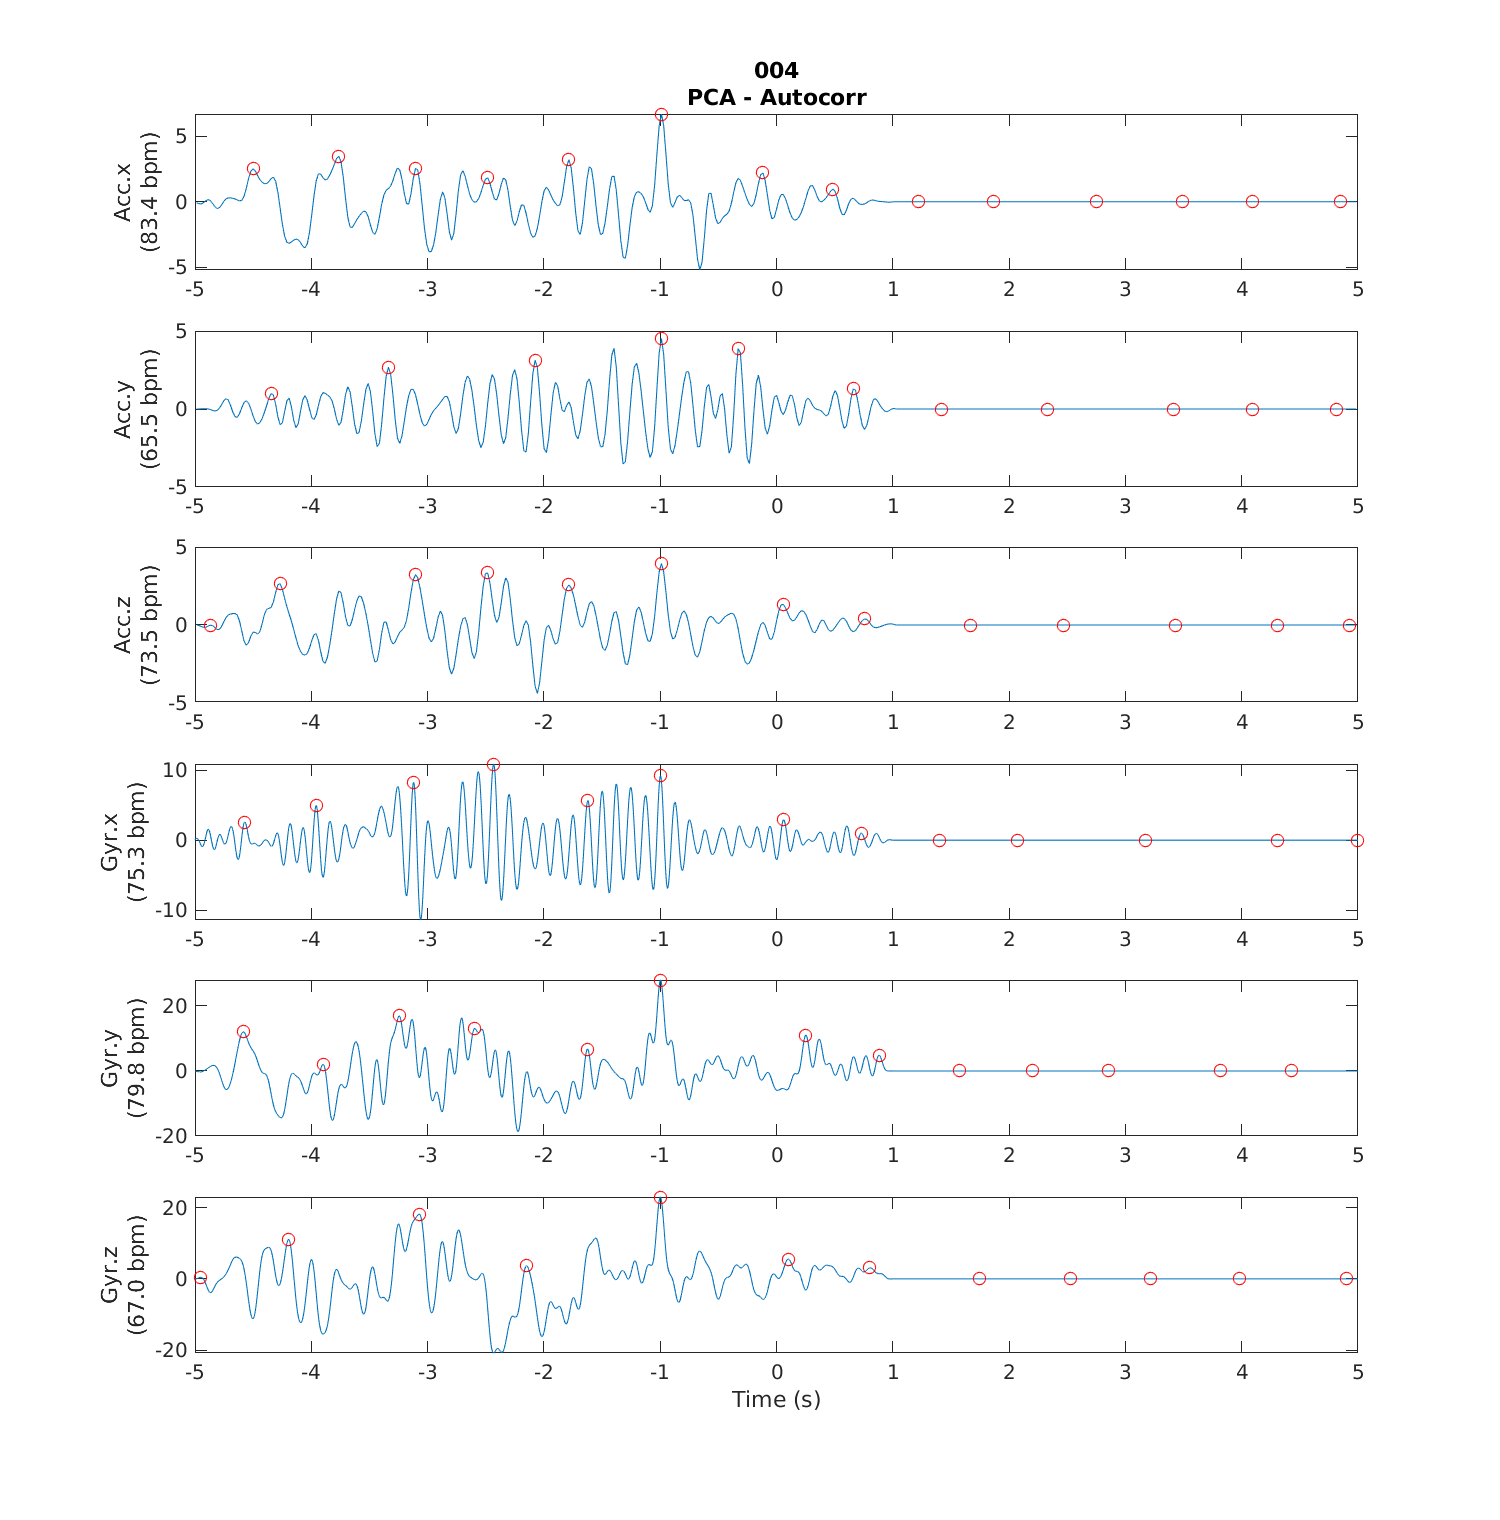 004
PCA - Autocorr
Acc.x
(83.4 bpm)
5
0
-5
-5 -4 -3 -2 -1 0 1 2 3 4 5
Acc.y
(65.5 bpm)
5
0
-5
-5 -4 -3 -2 -1 0 1 2 3 4 5
Acc.z
(73.5 bpm)
5
0
-5
-5 -4 -3 -2 -1 0 1 2 3 4 5
Gyr.x
(75.3 bpm)
10
0
-10
-5 -4 -3 -2 -1 0 1 2 3 4 5
Gyr.y
(79.8 bpm)
20
0
-20
-5 -4 -3 -2 -1 0 1 2 3 4 5
Gyr.z
(67.0 bpm)
20
0
-20
-5 -4 -3 -2 -1 0 1 2 3 4 5
Time (s)